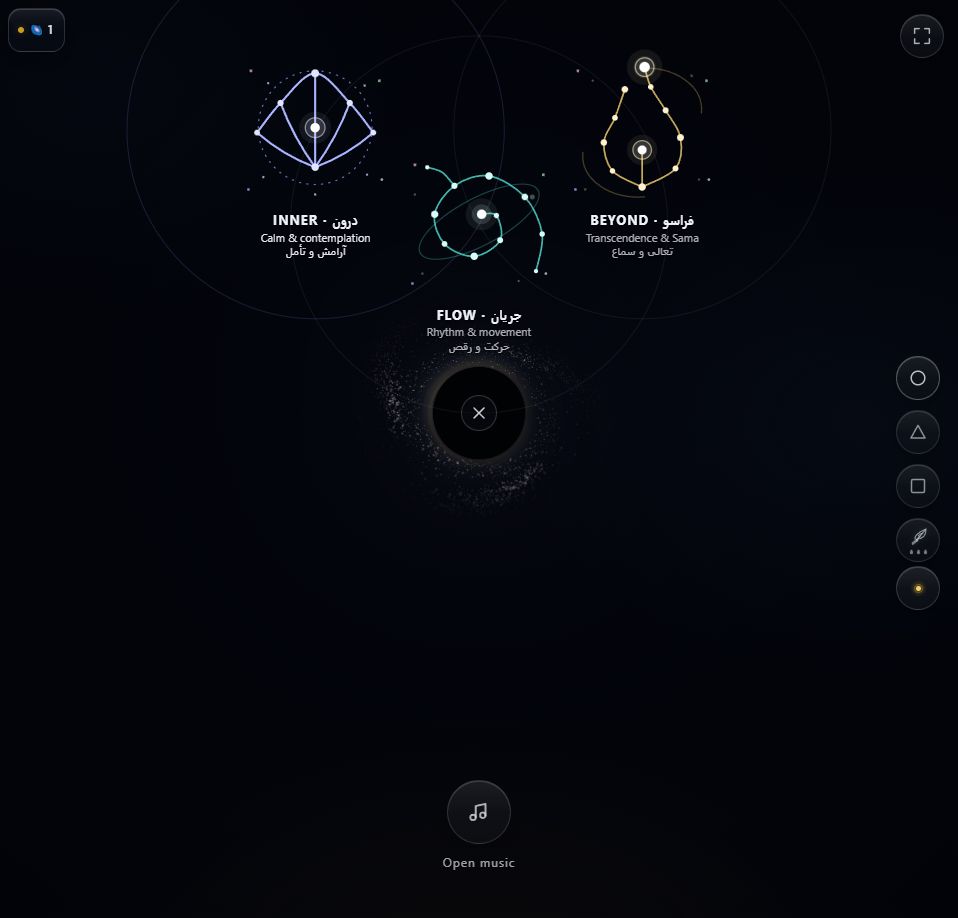 1
INNER · درون
Calm & contemplation
آرامش و تأمل
BEYOND · فراسو
Transcendence & Sama
تعالی و سماع
FLOW · جریان
Rhythm & movement
حرکت و رقص
Open music